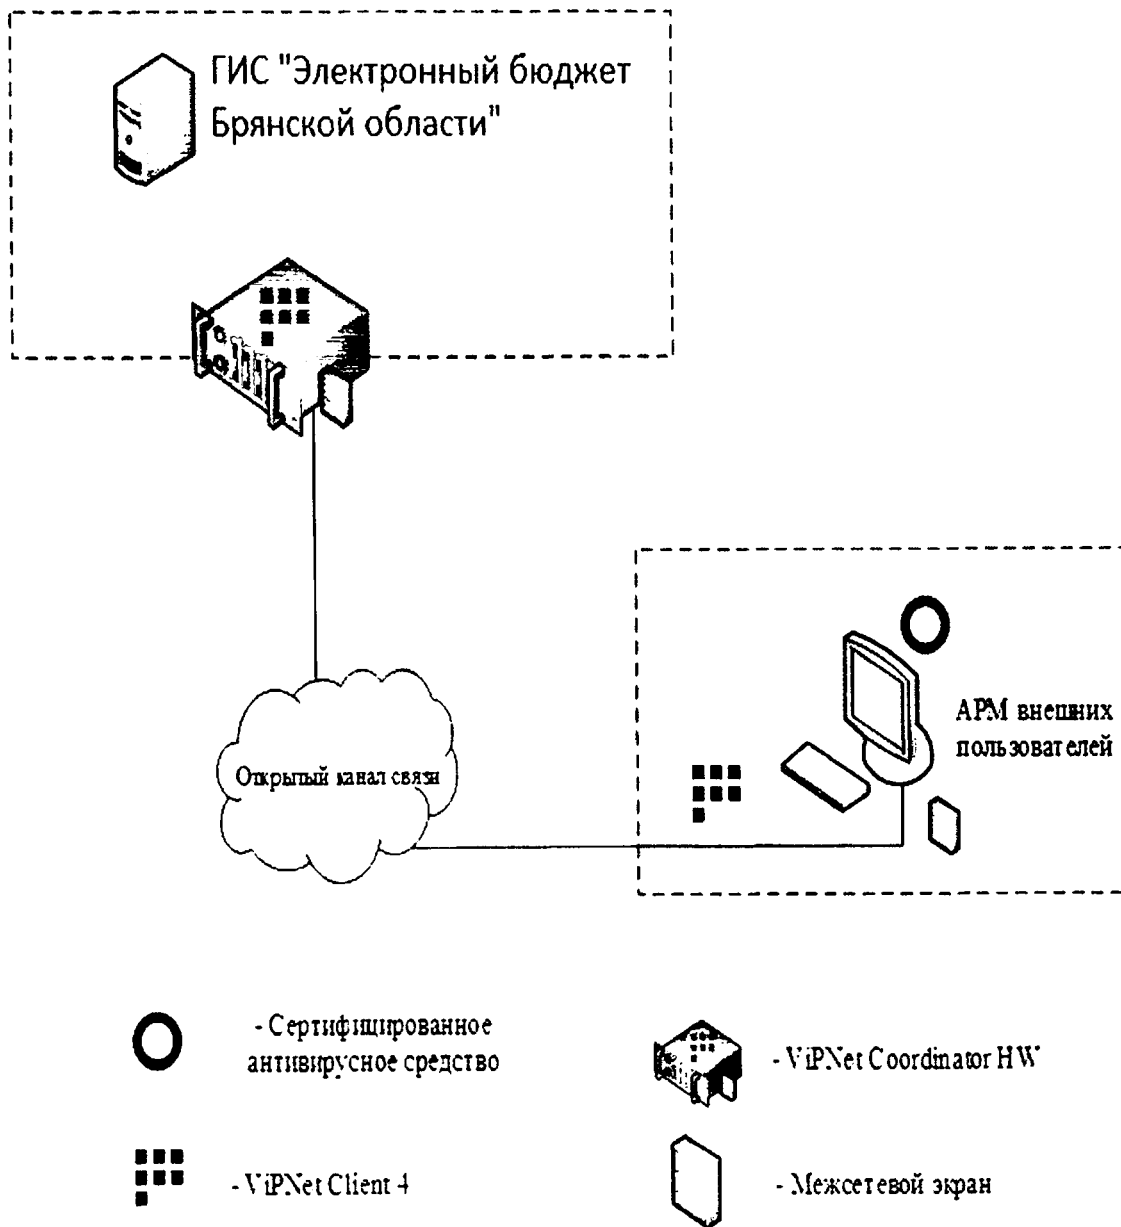 ГИС "Электронный бюджет
Брянской области"
АРМ внешних
пользователей
Открытый канал связи
- Сертифицированное
антивирусное средство
- ViPNet Coordinator HW
- ViPNet Client 4
- Межсетевой экран